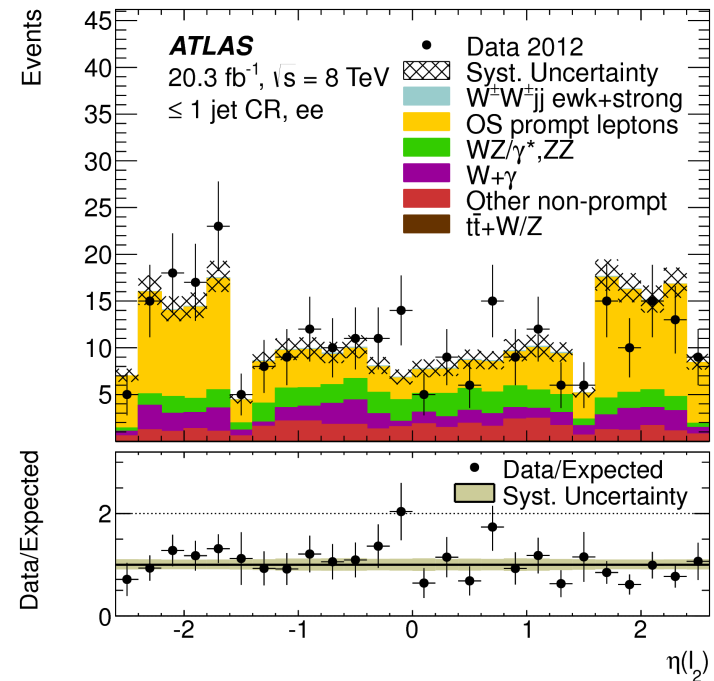 Events
45
40
35
30
25
20
15
10
5
ATLAS
20.3 fb⁻¹, √s = 8 TeV
≤ 1 jet CR, ee
Data 2012
Syst. Uncertainty
W±W±jj ewk+strong
OS prompt leptons
WZ/γ*,ZZ
W+γ
Other non-prompt
tt̄+W/Z
Data/Expected
2
0
Data/Expected
Syst. Uncertainty
-2 -1 0 1 2
η(l₂)